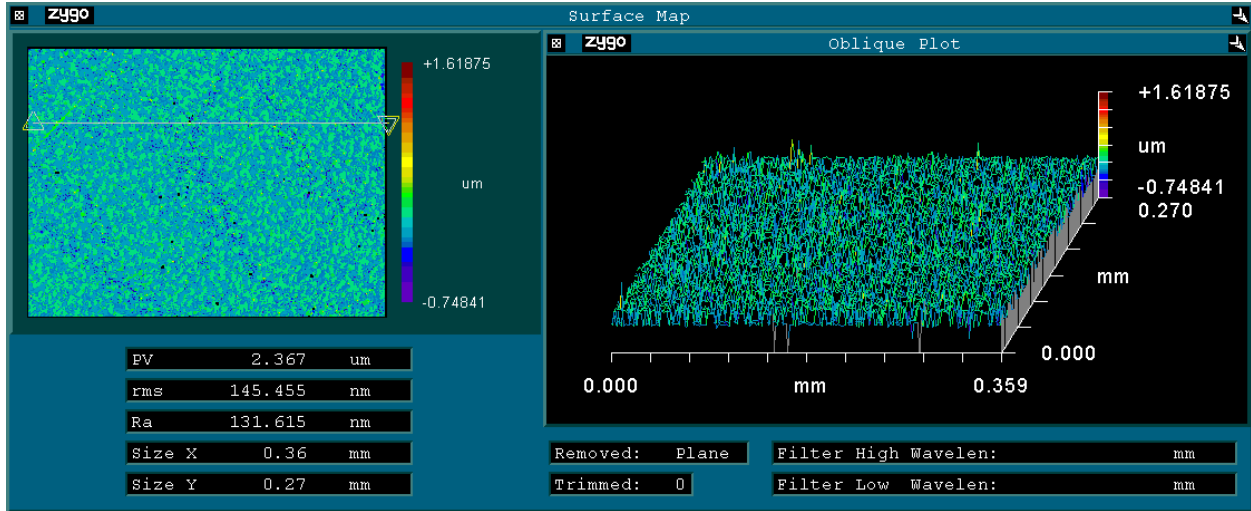 zygo Surface Map
+1.61875
um
-0.74841
zygo Oblique Plot
+1.61875
um
-0.74841
0.270
mm
0.000
0.000 mm 0.359
PV 2.367 um
rms 145.455 nm
Ra 131.615 nm
Size X 0.36 mm
Size Y 0.27 mm
Removed: Plane
Trimmed: 0
Filter High Wavelen: mm
Filter Low Wavelen: mm